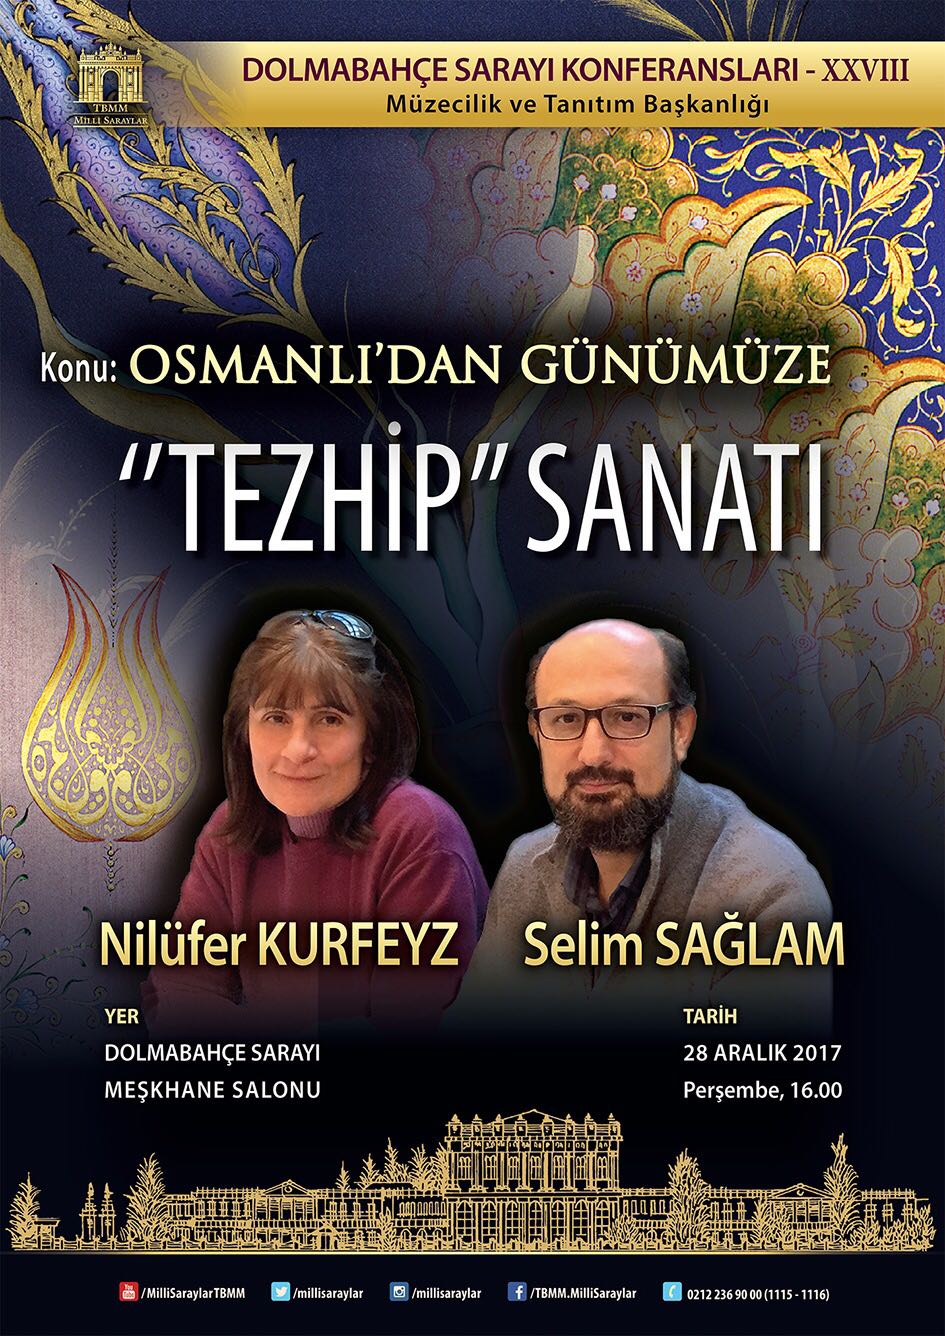 TBMM
MİLLİ SARAYLAR
DOLMABAHÇE SARAYI KONFERANSLARI - XXVIII
Müzecilik ve Tanıtım Başkanlığı
Konu: OSMANLI’DAN GÜNÜMÜZE
‘‘TEZHİP’’ SANATI
Nilüfer KURFEYZ
Selim SAĞLAM
YER
DOLMABAHÇE SARAYI
MEŞKHANE SALONU
TARİH
28 ARALIK 2017
Perşembe, 16.00
You Tube /MilliSaraylarTBMM
/millisaraylar
/millisaraylar
/TBMM.MilliSaraylar
0212 236 90 00 (1115 - 1116)